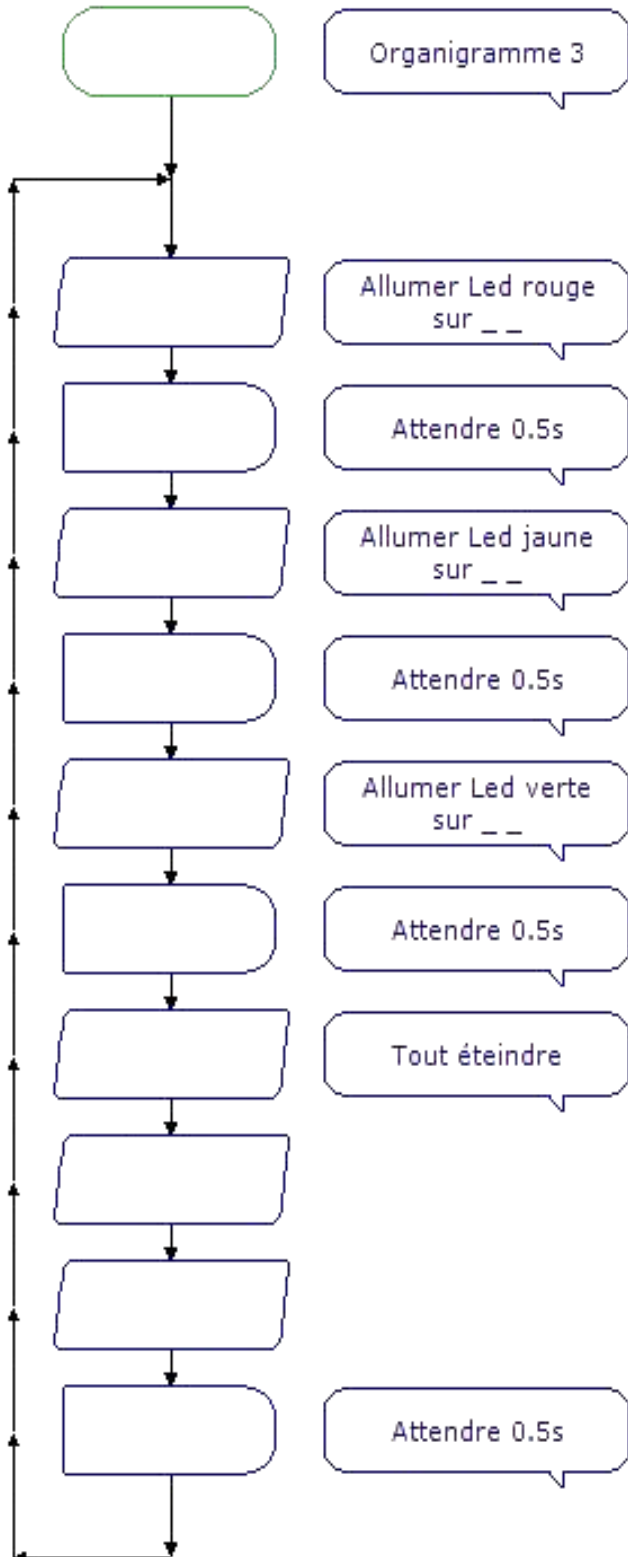 Organigramme 3
Allumer Led rouge
sur _ _
Attendre 0.5s
Allumer Led jaune
sur _ _
Attendre 0.5s
Allumer Led verte
sur _ _
Attendre 0.5s
Tout éteindre
Attendre 0.5s